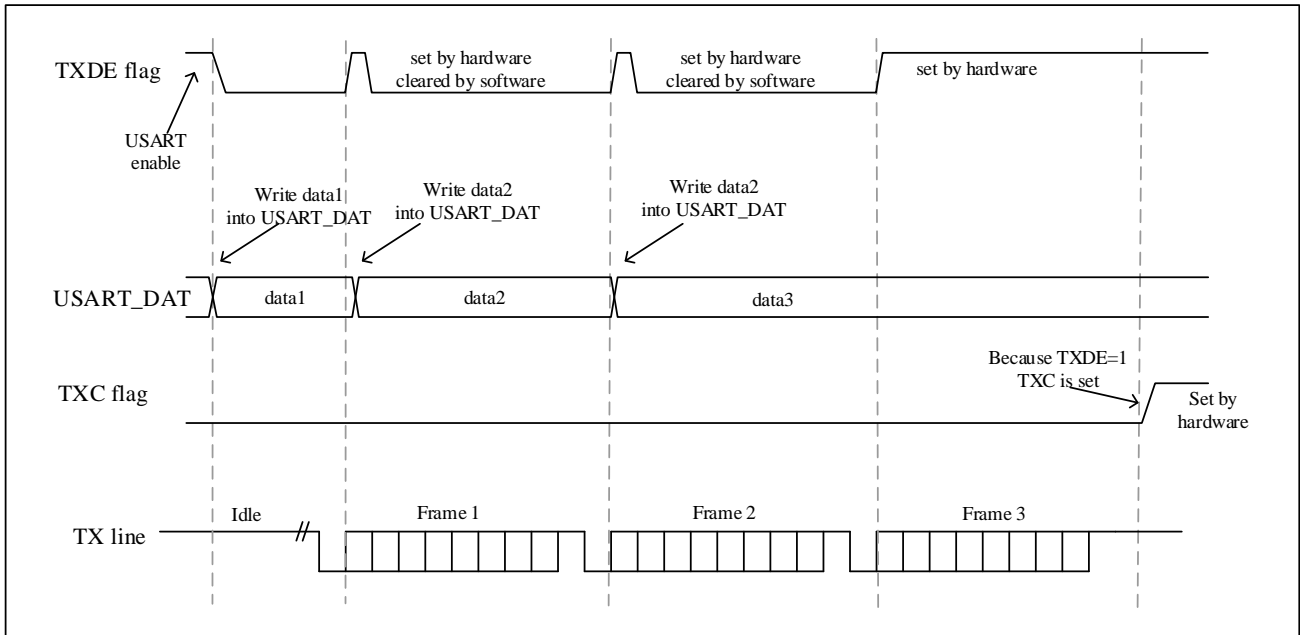 TXDE flag
set by hardware
cleared by software
set by hardware
cleared by software
set by hardware
USART
enable
Write data1
into USART_DAT
Write data2
into USART_DAT
Write data2
into USART_DAT
USART_DAT
data1
data2
data3
Because TXDE=1
TXC is set
TXC flag
Set by
hardware
Idle
Frame 1
Frame 2
Frame 3
TX line